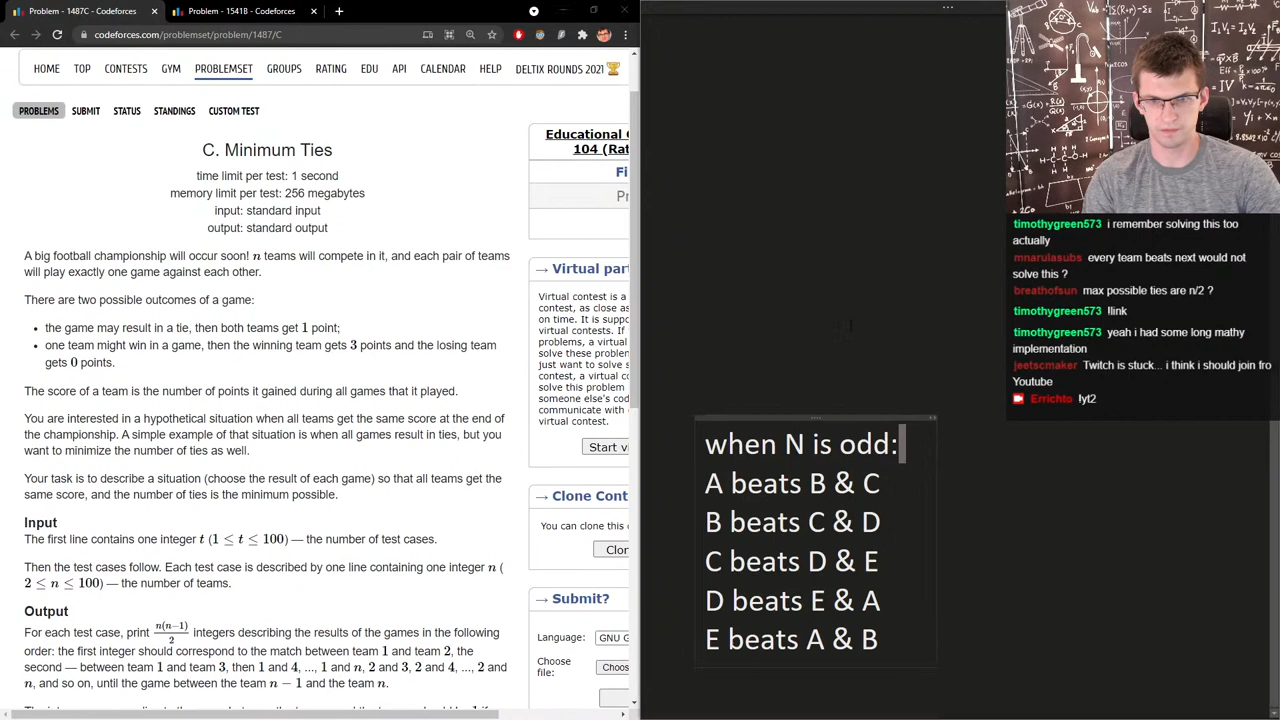 Problem - 1487C - Codeforces
Problem - 1541B - Codeforces
codeforces.com/problemset/problem/1487/C
HOME TOP CONTESTS GYM PROBLEMSET GROUPS RATING EDU API CALENDAR HELP DELTIX ROUNDS 2021
PROBLEMS SUBMIT STATUS STANDINGS CUSTOM TEST
C. Minimum Ties
time limit per test: 1 second
memory limit per test: 256 megabytes
input: standard input
output: standard output
A big football championship will occur soon! n teams will compete in it, and each pair of teams
will play exactly one game against each other.
There are two possible outcomes of a game:
• the game may result in a tie, then both teams get 1 point;
• one team might win in a game, then the winning team gets 3 points and the losing team
gets 0 points.
The score of a team is the number of points it gained during all games that it played.
You are interested in a hypothetical situation when all teams get the same score at the end of
the championship. A simple example of that situation is when all games result in ties, but you
want to minimize the number of ties as well.
Your task is to describe a situation (choose the result of each game) so that all teams get the
same score, and the number of ties is the minimum possible.
Input
The first line contains one integer t (1 ≤ t ≤ 100) — the number of test cases.
Then the test cases follow. Each test case is described by one line containing one integer n (
2 ≤ n ≤ 100) — the number of teams.
Output
For each test case, print n(n−1)/2 integers describing the results of the games in the following
order: the first integer should correspond to the match between team 1 and team 2, the
second — between team 1 and team 3, then 1 and 4, ..., 1 and n, 2 and 3, 2 and 4, ..., 2 and
n, and so on, until the game between the team n − 1 and the team n.
Educational
104 (Rat
Fi
Pr
→ Virtual part
Virtual contest is a
contest, as close as
on time. It is suppo
virtual contests. If
problems, a virtual
solve these problem
just want to solve s
contest, a virtual co
solve this problem
someone else's cod
communicate with o
virtual contest.
Start vi
→ Clone Cont
You can clone this c
Clon
→ Submit?
Language: GNU G
Choose
file:
Choos
when N is odd:
A beats B & C
B beats C & D
C beats D & E
D beats E & A
E beats A & B
timothygreen573 i remember solving this too
actually
mnarulasubs every team beats next would not
solve this ?
breathofsun max possible ties are n/2 ?
timothygreen573 !link
timothygreen573 yeah i had some long mathy
implementation
jeetscmaker Twitch is stuck... i think i should join fro
Youtube
Errichto !yt2